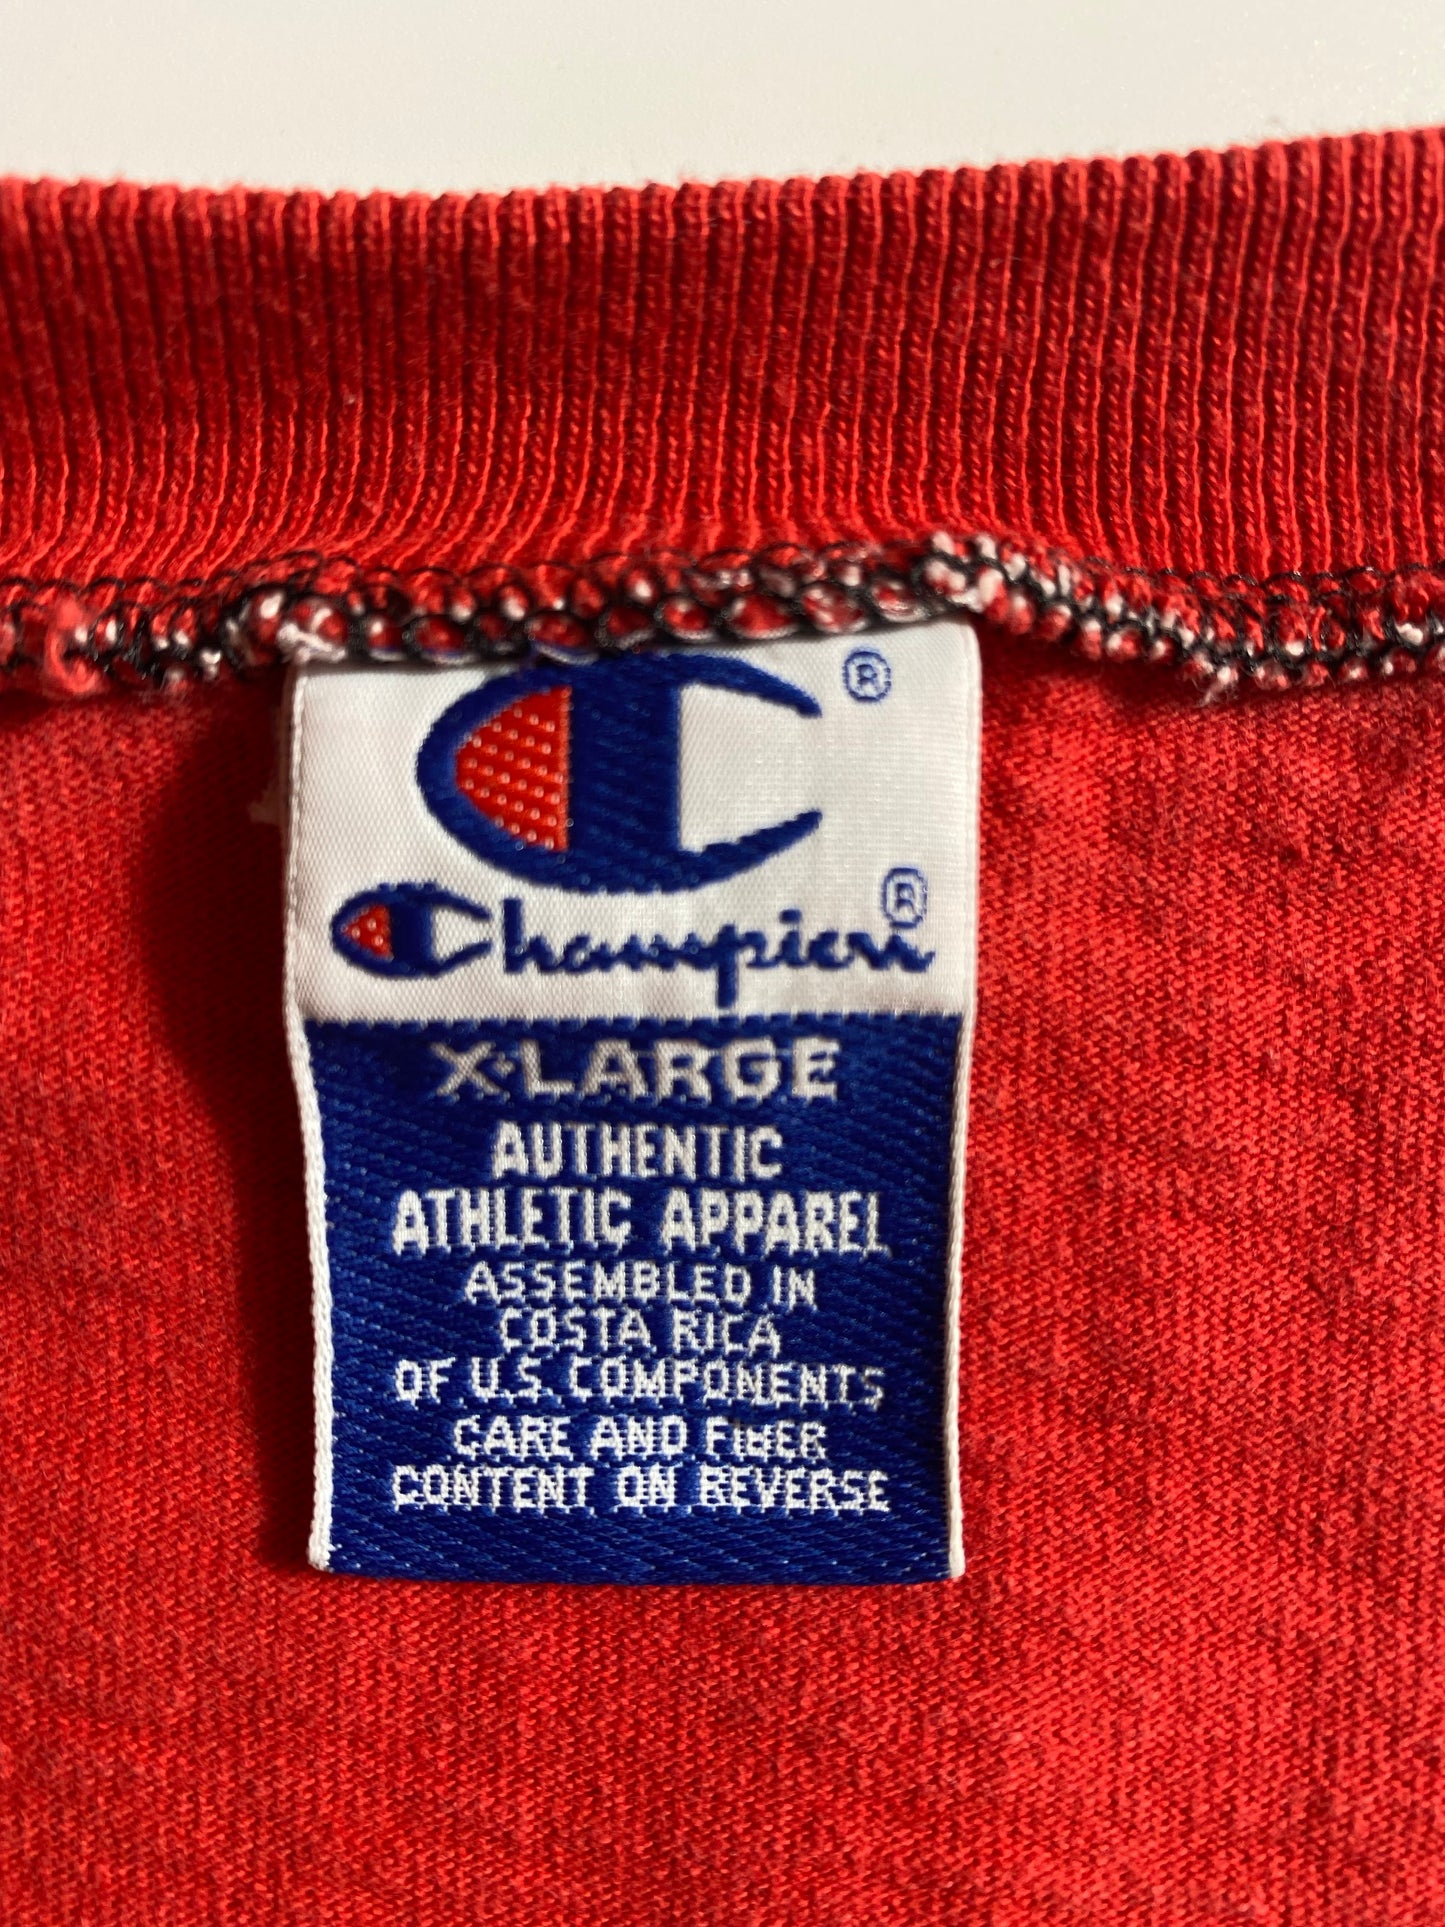 ®
Champion®
X-LARGE
AUTHENTIC
ATHLETIC APPAREL
ASSEMBLED IN
COSTA RICA
OF U.S. COMPONENTS
CARE AND FIBER
CONTENT ON REVERSE